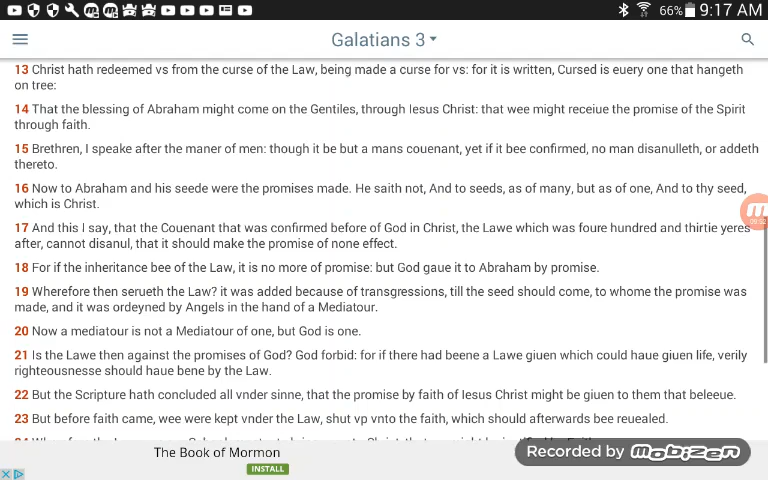 66% 9:17 AM
Galatians 3
13 Christ hath redeemed vs from the curse of the Law, being made a curse for vs: for it is written, Cursed is euery one that hangeth
on tree:
14 That the blessing of Abraham might come on the Gentiles, through Iesus Christ: that wee might receiue the promise of the Spirit
through faith.
15 Brethren, I speake after the maner of men: though it be but a mans couenant, yet if it bee confirmed, no man disanulleth, or addeth
thereto.
16 Now to Abraham and his seede were the promises made. He saith not, And to seeds, as of many, but as of one, And to thy seed,
which is Christ.
17 And this I say, that the Couenant that was confirmed before of God in Christ, the Lawe which was foure hundred and thirtie yeres
after, cannot disanul, that it should make the promise of none effect.
18 For if the inheritance bee of the Law, it is no more of promise: but God gaue it to Abraham by promise.
19 Wherefore then serueth the Law? it was added because of transgressions, till the seed should come, to whome the promise was
made, and it was ordeyned by Angels in the hand of a Mediatour.
20 Now a mediatour is not a Mediatour of one, but God is one.
21 Is the Lawe then against the promises of God? God forbid: for if there had beene a Lawe giuen which could haue giuen life, verily
righteousnesse should haue bene by the Law.
22 But the Scripture hath concluded all vnder sinne, that the promise by faith of Iesus Christ might be giuen to them that beleeue.
23 But before faith came, wee were kept vnder the Law, shut vp vnto the faith, which should afterwards bee reuealed.
The Book of Mormon
INSTALL
Recorded by mobizen